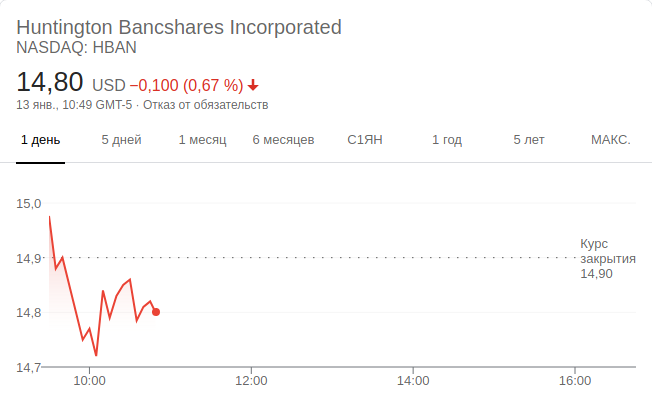 Huntington Bancshares Incorporated
NASDAQ: HBAN
14,80 USD −0,100 (0,67 %)
13 янв., 10:49 GMT-5 · Отказ от обязательств
1 день 5 дней 1 месяц 6 месяцев С1ЯН 1 год 5 лет МАКС.
15,0
14,9
Курс
закрытия
14,90
14,8
14,7
10:00 12:00 14:00 16:00